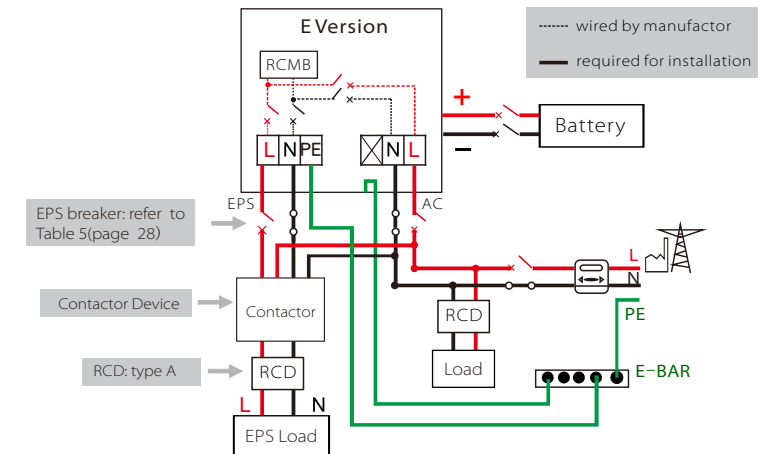 E Version
wired by manufactor
required for installation
RCMB
+
Battery
L N PE
N L
EPS
AC
EPS breaker: refer to
Table 5(page 28)
L
N
Contactor Device
Contactor
RCD
PE
RCD: type A
RCD
Load
E-BAR
L
N
EPS Load